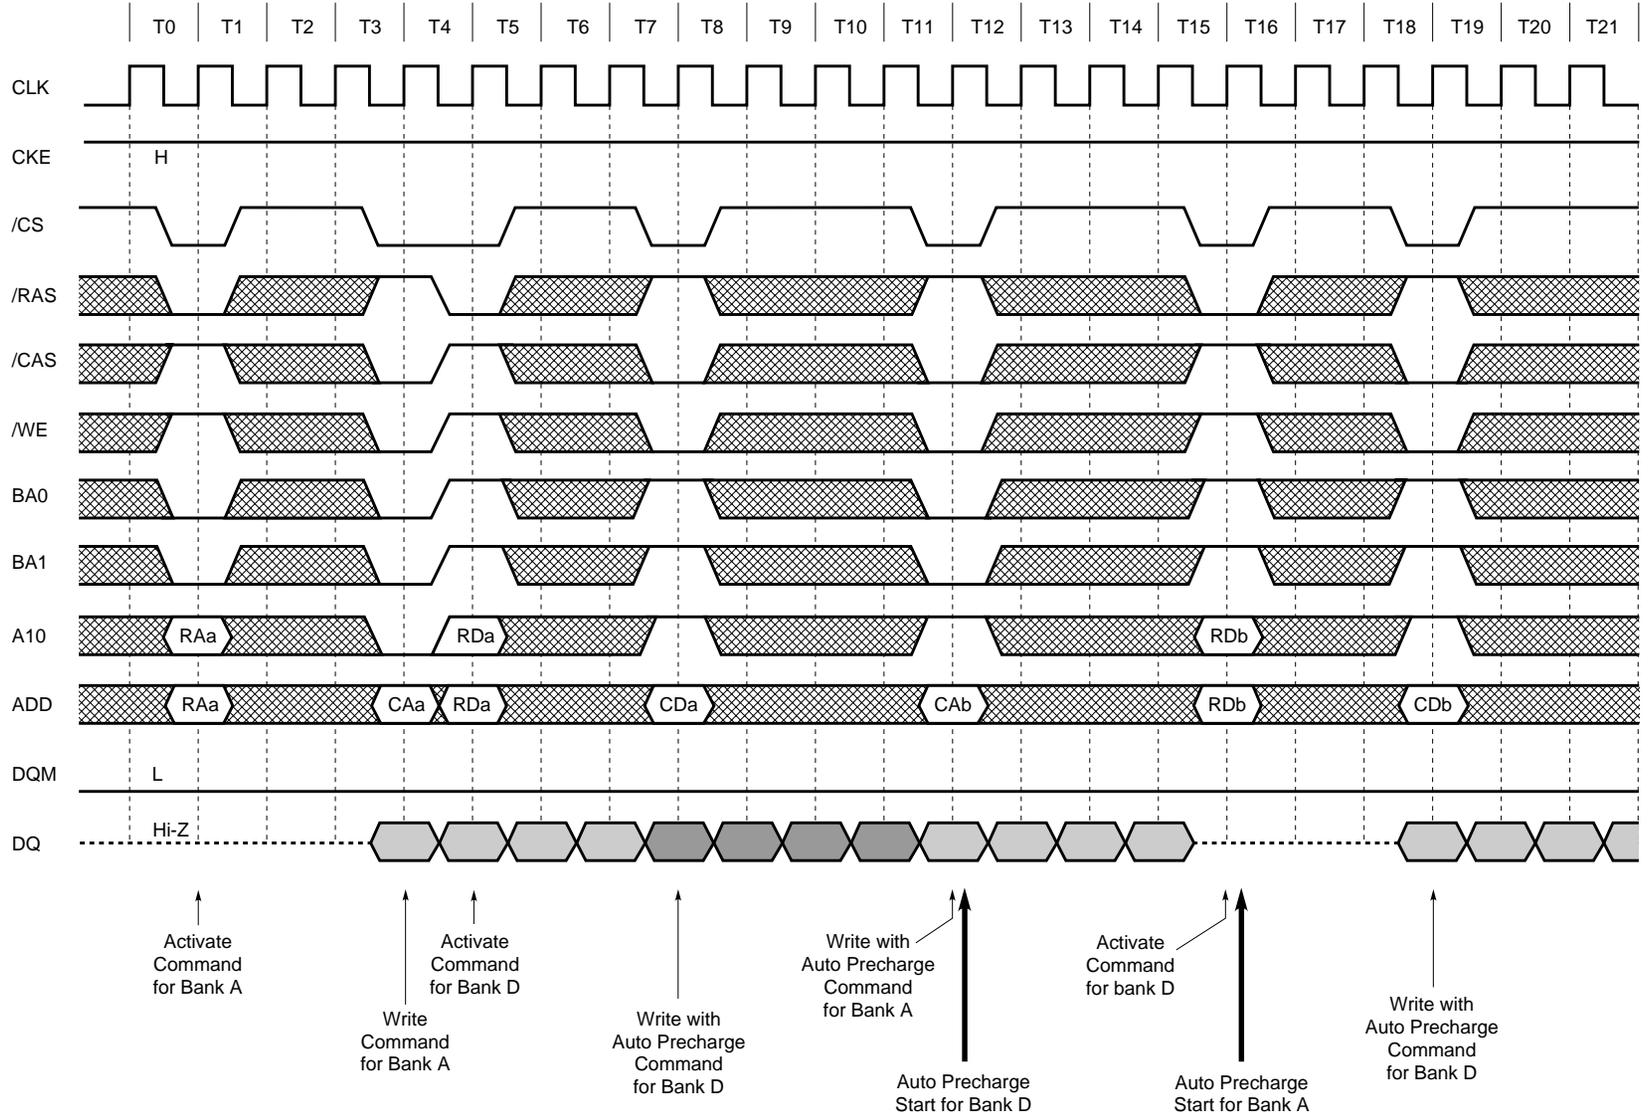 T0 T1 T2 T3 T4 T5 T6 T7 T8 T9 T10 T11 T12 T13 T14 T15 T16 T17 T18 T19 T20 T21
CLK
CKE H
/CS
/RAS
/CAS
/WE
BA0
BA1
A10 RAa RDa RDb
ADD RAa CAa RDa CDa CAb RDb CDb
DQM L
Hi-Z
DQ
Activate
Command
for Bank A
Write
Command
for Bank A
Activate
Command
for Bank D
Write with
Auto Precharge
Command
for Bank D
Write with
Auto Precharge
Command
for Bank A
Auto Precharge
Start for Bank D
Activate
Command
for bank D
Auto Precharge
Start for Bank A
Write with
Auto Precharge
Command
for Bank D